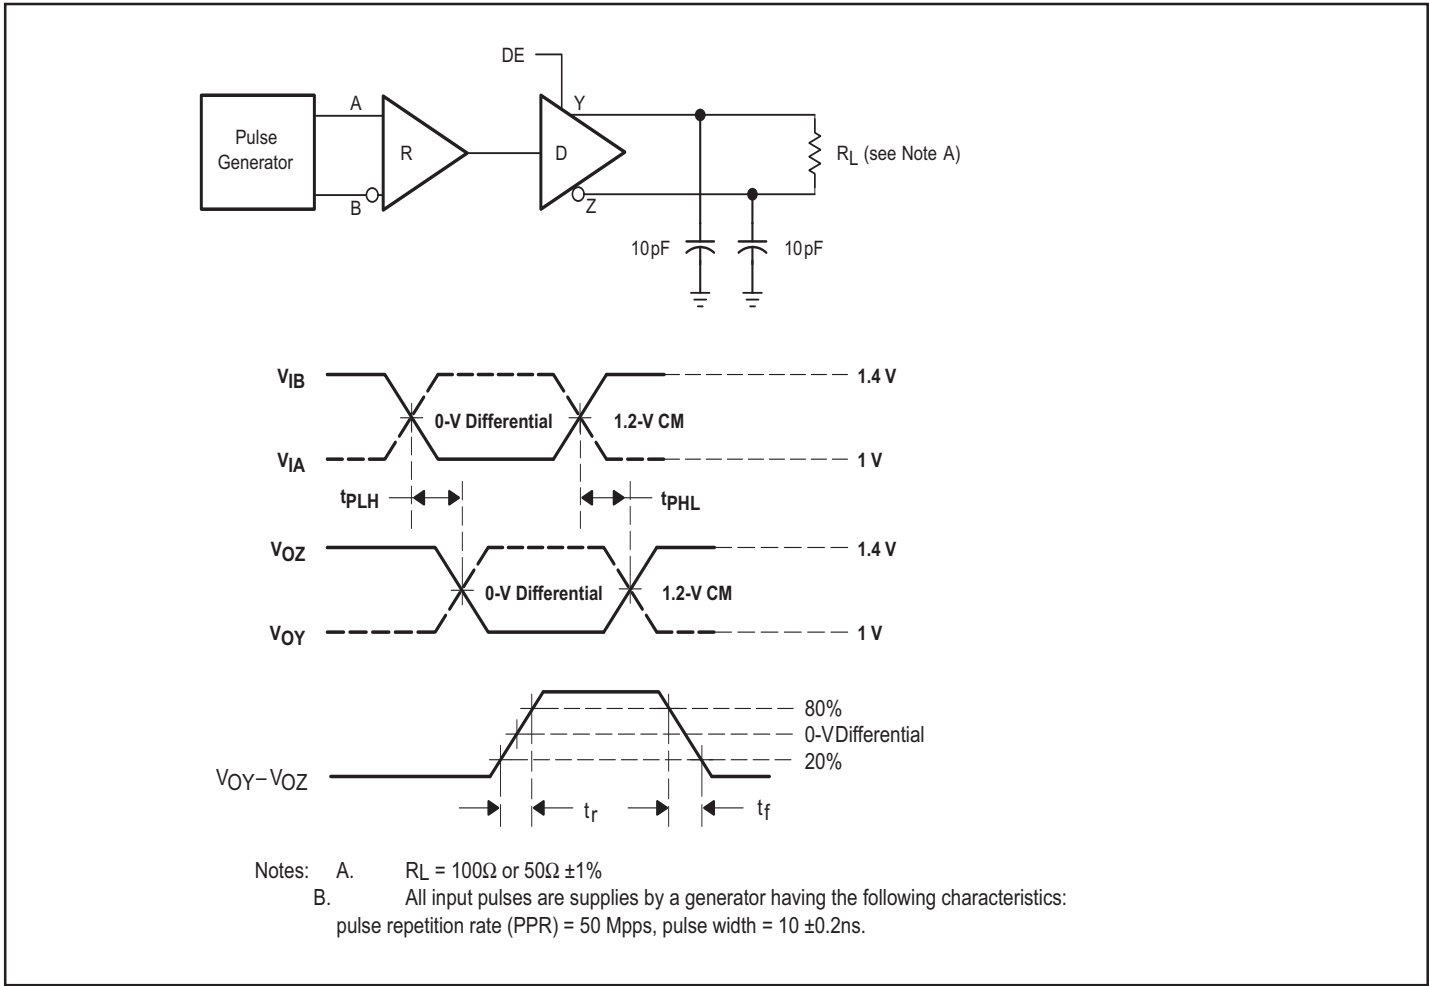 DE
A
Y
Pulse
Generator
R
D
RL (see Note A)
B
Z
10pF
10pF
VIB
1.4 V
0-V Differential
1.2-V CM
VIA
1 V
tPLH
tPHL
VOZ
1.4 V
0-V Differential
1.2-V CM
VOY
1 V
80%
0-VDifferential
20%
VOY–VOZ
tr
tf
Notes: A. RL = 100Ω or 50Ω ±1%
B. All input pulses are supplies by a generator having the following characteristics:
pulse repetition rate (PPR) = 50 Mpps, pulse width = 10 ±0.2ns.